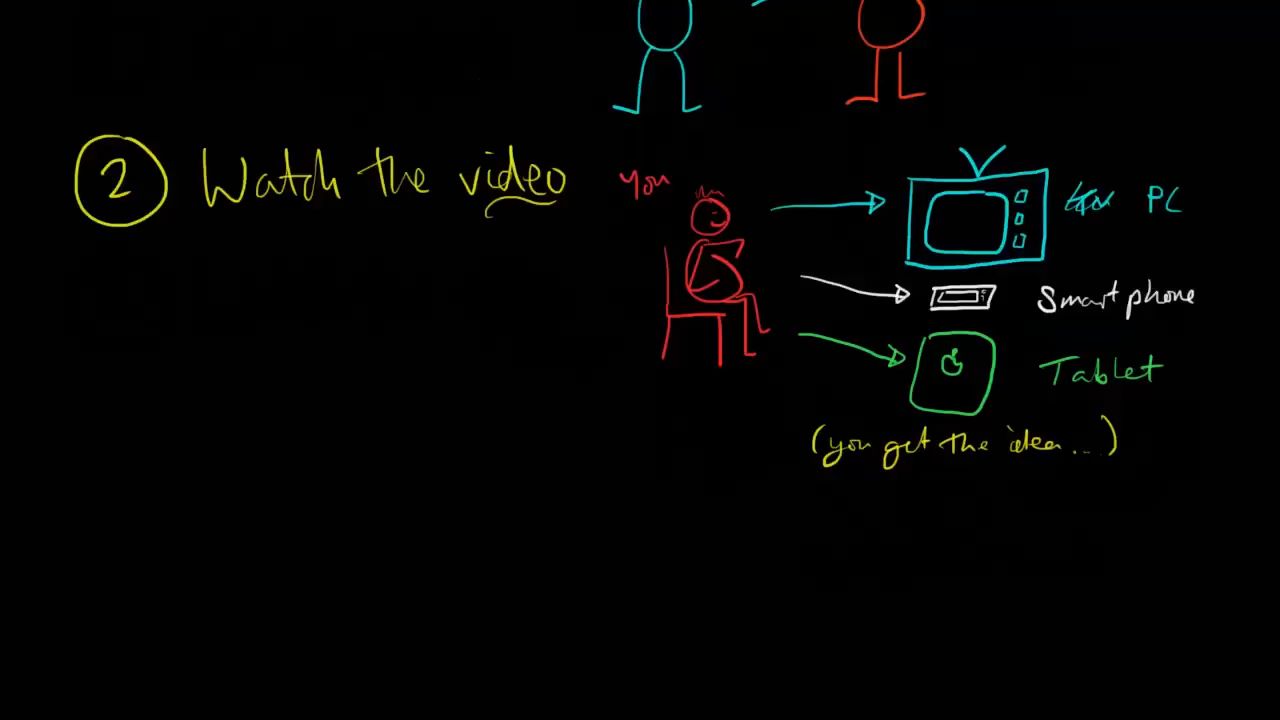 2 Watch the video
you
PC
Smartphone
Tablet
(you get the idea...)